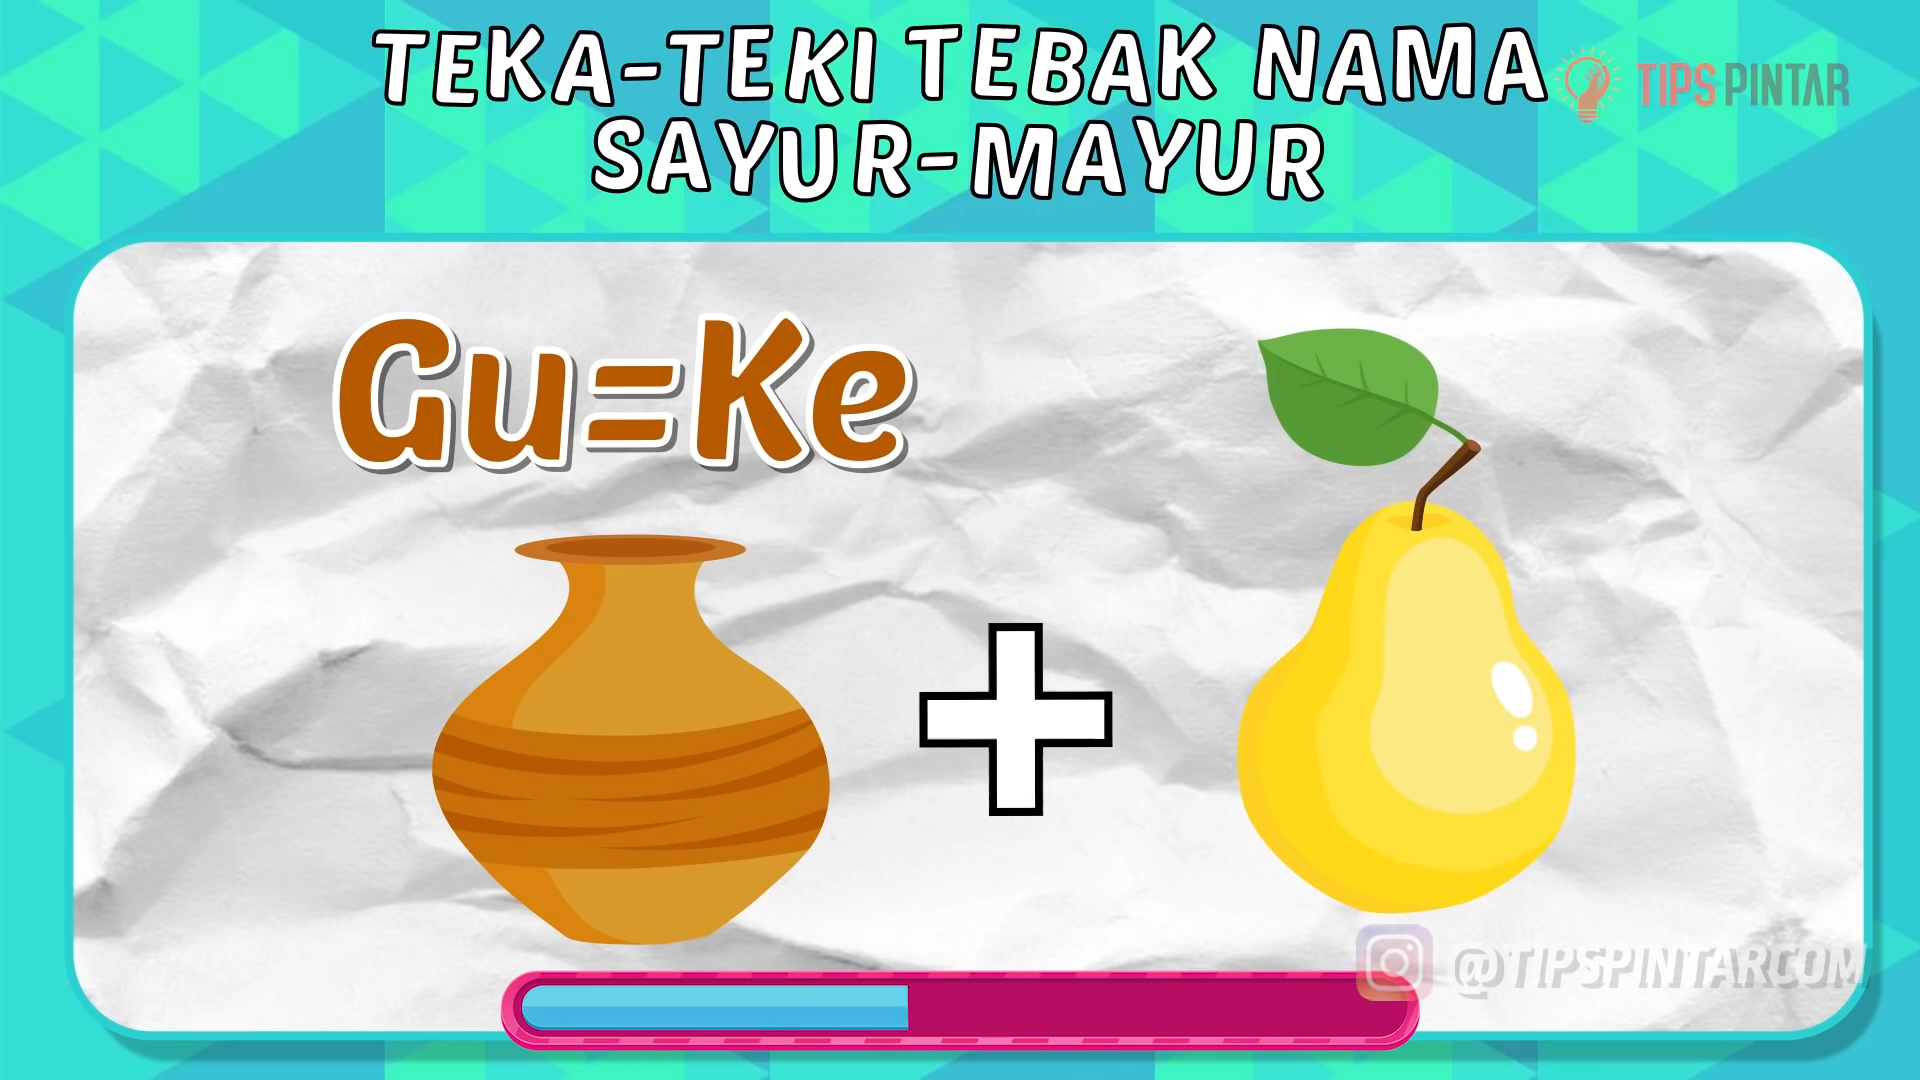 TEKA-TEKI TEBAK NAMA
SAYUR-MAYUR
TIPS PINTAR
Gu=Ke
@TIPSPINTARCOM